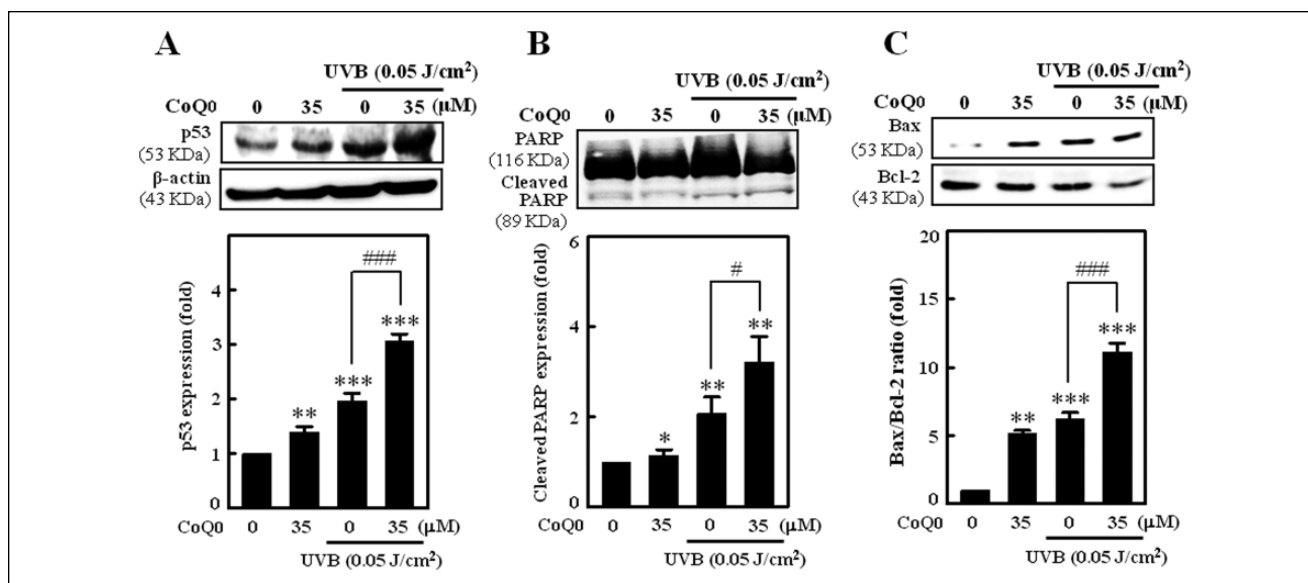 A
UVB (0.05 J/cm²)
CoQ0 0 35 0 35 (μM)
p53
(53 KDa)
β-actin
(43 KDa)
p53 expression (fold)
4
3
2
1
0
###
** *** ***
CoQ0 0 35 0 35 (μM)
UVB (0.05 J/cm²)
B
UVB (0.05 J/cm²)
CoQ0 0 35 0 35 (μM)
PARP
(116 KDa)
Cleaved
PARP
(89 KDa)
Cleaved PARP expression (fold)
6
4
2
0
#
* ** **
CoQ0 0 35 0 35 (μM)
UVB (0.05 J/cm²)
C
UVB (0.05 J/cm²)
CoQ0 0 35 0 35 (μM)
Bax
(53 KDa)
Bcl-2
(43 KDa)
Bax/Bcl-2 ratio (fold)
20
15
10
5
0
###
** *** ***
CoQ0 0 35 0 35 (μM)
UVB (0.05 J/cm²)